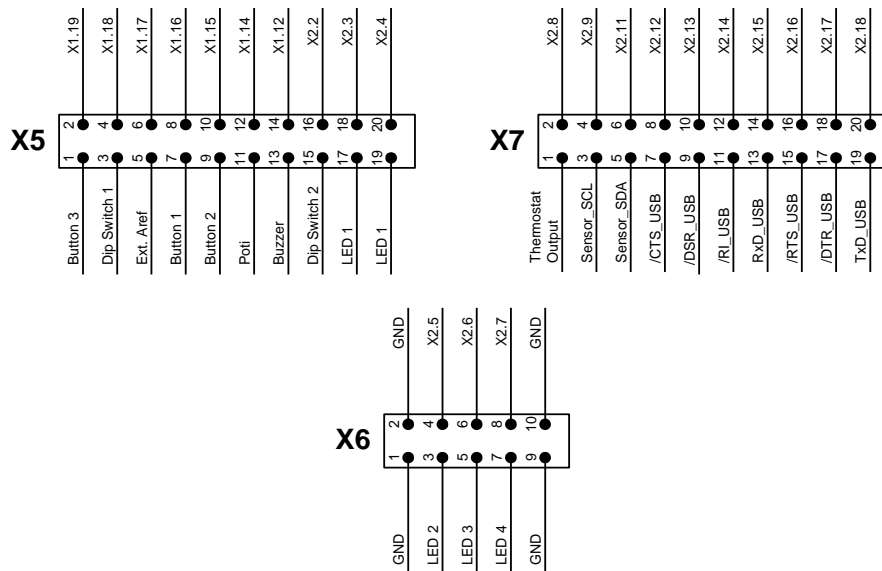 X1.19 X1.18 X1.17 X1.16 X1.15 X1.14 X1.12 X2.2 X2.3 X2.4
X5
2 4 6 8 10 12 14 16 18 20
1 3 5 7 9 11 13 15 17 19
Button 3
Dip Switch 1
Ext. Aref
Button 1
Button 2
Poti
Buzzer
Dip Switch 2
LED 1
LED 1
X2.8 X2.9 X2.11 X2.12 X2.13 X2.14 X2.15 X2.16 X2.17 X2.18
X7
2 4 6 8 10 12 14 16 18 20
1 3 5 7 9 11 13 15 17 19
Thermostat
Output
Sensor_SCL
Sensor_SDA
/CTS_USB
/DSR_USB
/RI_USB
RxD_USB
/RTS_USB
/DTR_USB
TxD_USB
GND X2.5 X2.6 X2.7 GND
X6
2 4 6 8 10
1 3 5 7 9
GND
LED 2
LED 3
LED 4
GND